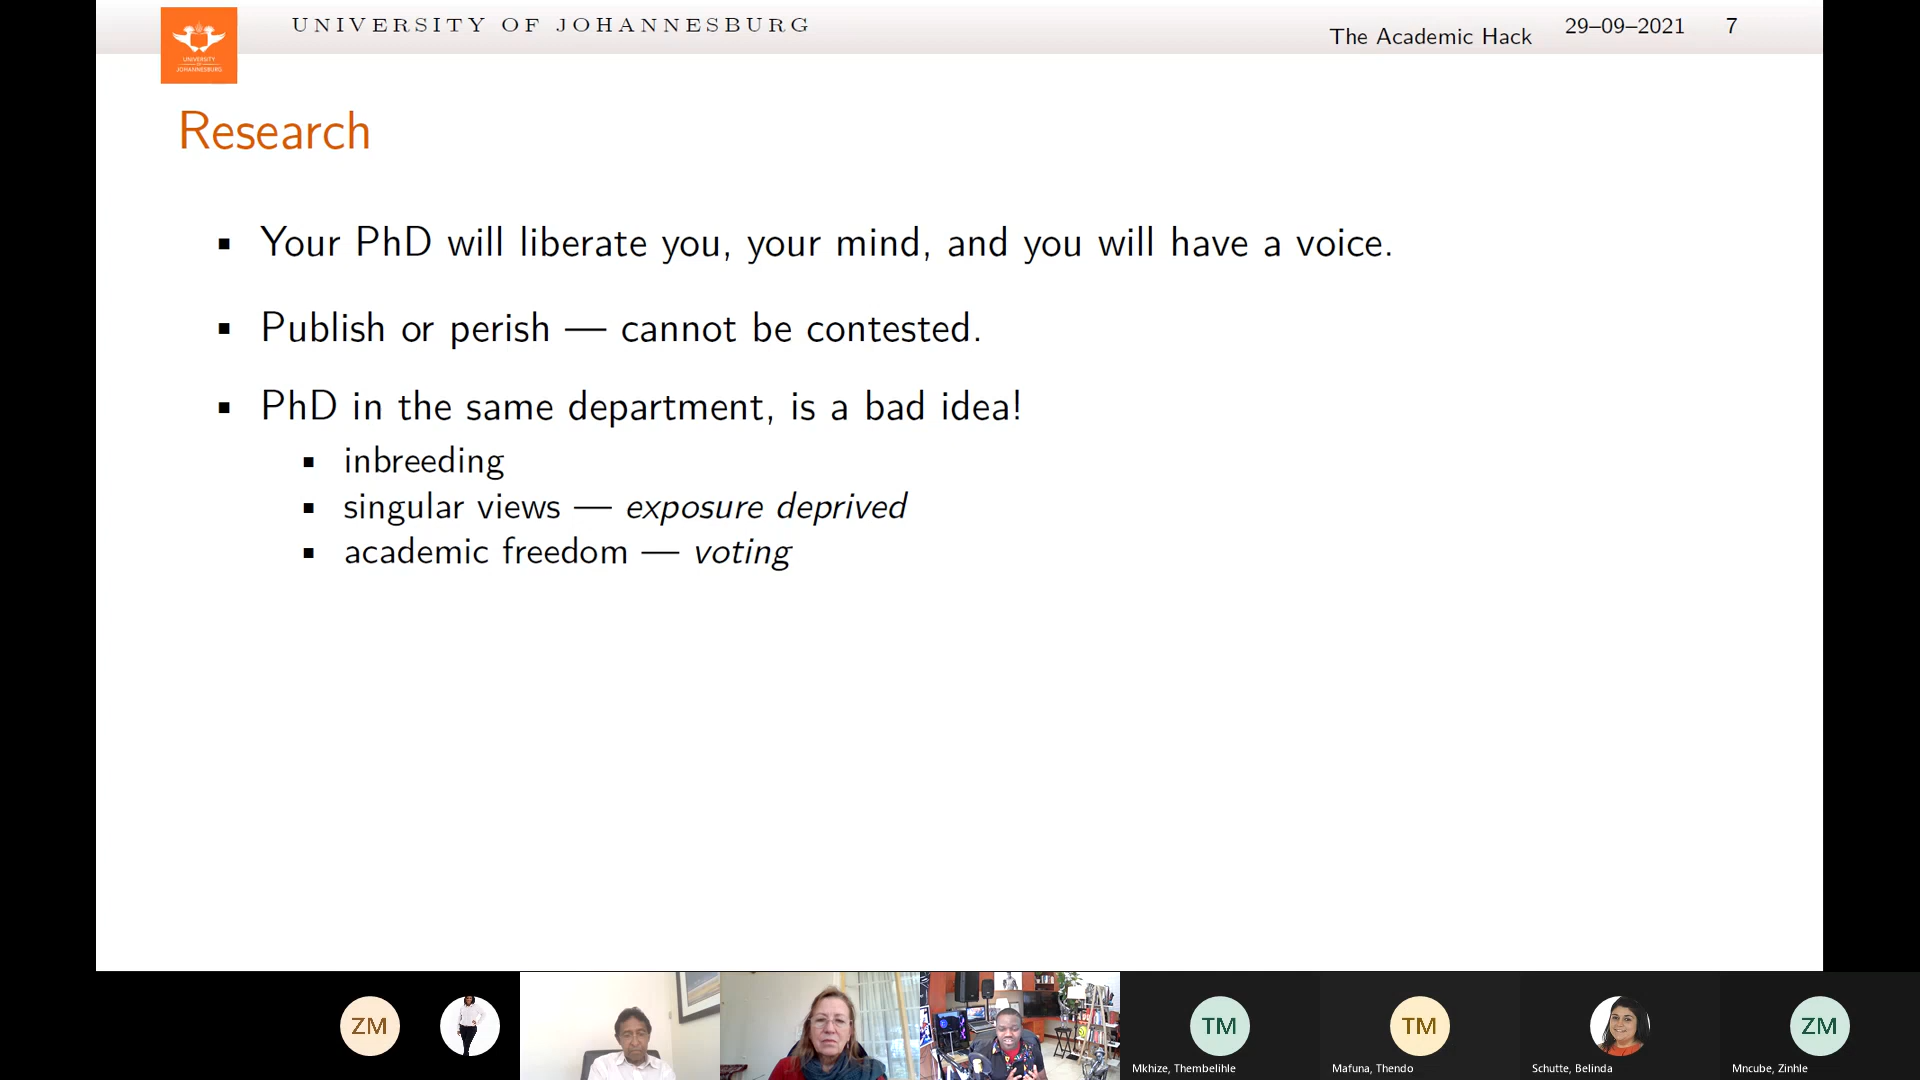 UNIVERSITY OF JOHANNESBURG
The Academic Hack 29–09–2021 7
UNIVERSITY
OF
JOHANNESBURG
Research
▪ Your PhD will liberate you, your mind, and you will have a voice.
▪ Publish or perish — cannot be contested.
▪ PhD in the same department, is a bad idea!
▪ inbreeding
▪ singular views — exposure deprived
▪ academic freedom — voting
ZM
TM
TM
ZM
Mkhize, Thembelihle
Mafuna, Thendo
Schutte, Belinda
Mncube, Zinhle